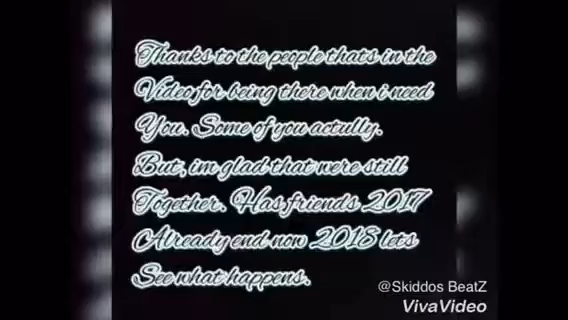 Thanks to the people thats in the
Video,for being there when i need
You. Some of you actully.
But, im glad that were still
Together. Has friends 2017
Already end now 2018 lets
See what happens.
@Skiddos BeatZ
VivaVideo